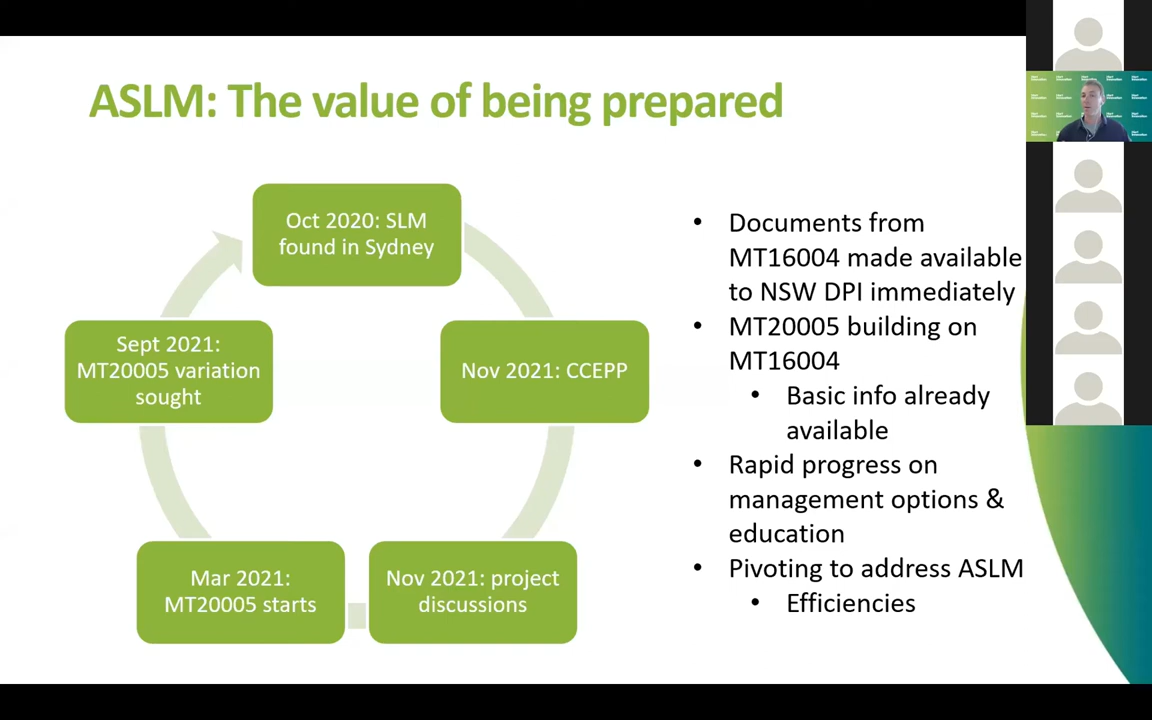 ASLM: The value of being prepared
Oct 2020: SLM
found in Sydney
Nov 2021: CCEPP
Nov 2021: project
discussions
Mar 2021:
MT20005 starts
Sept 2021:
MT20005 variation
sought
• Documents from
MT16004 made available
to NSW DPI immediately
• MT20005 building on
MT16004
• Basic info already
available
• Rapid progress on
management options &
education
• Pivoting to address ASLM
• Efficiencies